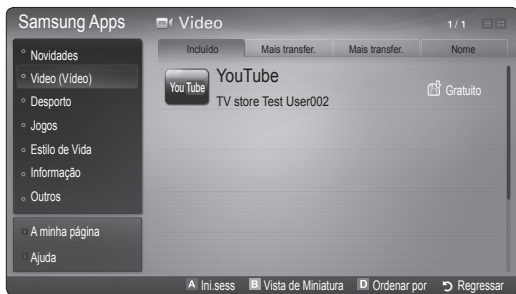 Samsung Apps
Video
1 / 1
Novidades
Video (Vídeo)
Desporto
Jogos
Estilo de Vida
Informação
Outros
A minha página
Ajuda
Incluído
Mais transfer.
Mais transfer.
Nome
You Tube
YouTube
TV store Test User002
Gratuito
A Ini.sess B Vista de Miniatura D Ordenar por Regressar